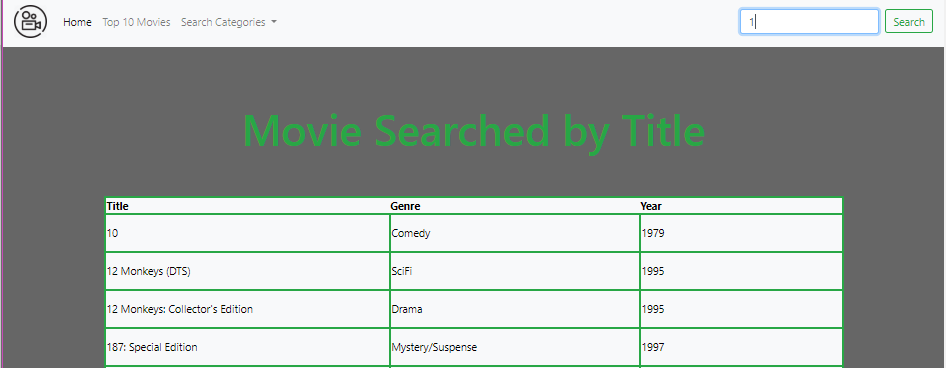 Home Top 10 Movies Search Categories 1 Search
Movie Searched by Title
Title Genre Year
10 Comedy 1979
12 Monkeys (DTS) SciFi 1995
12 Monkeys: Collector's Edition Drama 1995
187: Special Edition Mystery/Suspense 1997